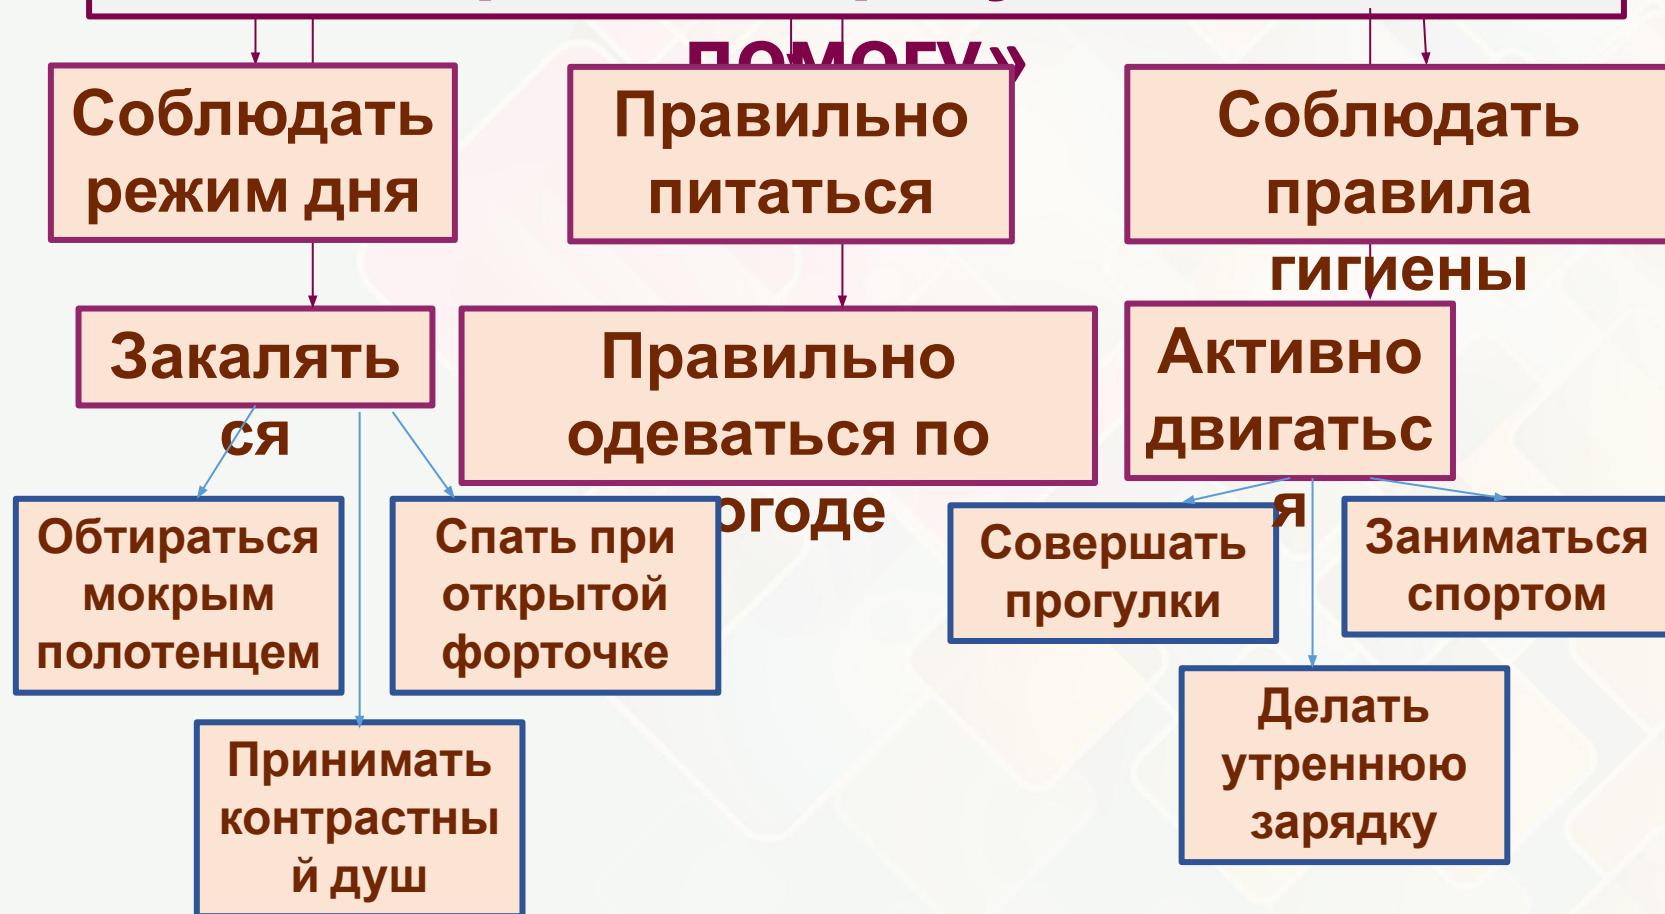 помогу»
Соблюдать
режим дня
Правильно
питаться
Соблюдать
правила
гигиены
Закалять
ся
Правильно
одеваться по
огоде
Активно
двигатьс
я
Обтираться
мокрым
полотенцем
Спать при
открытой
форточке
Совершать
прогулки
Заниматься
спортом
Принимать
контрастны
й душ
Делать
утреннюю
зарядку